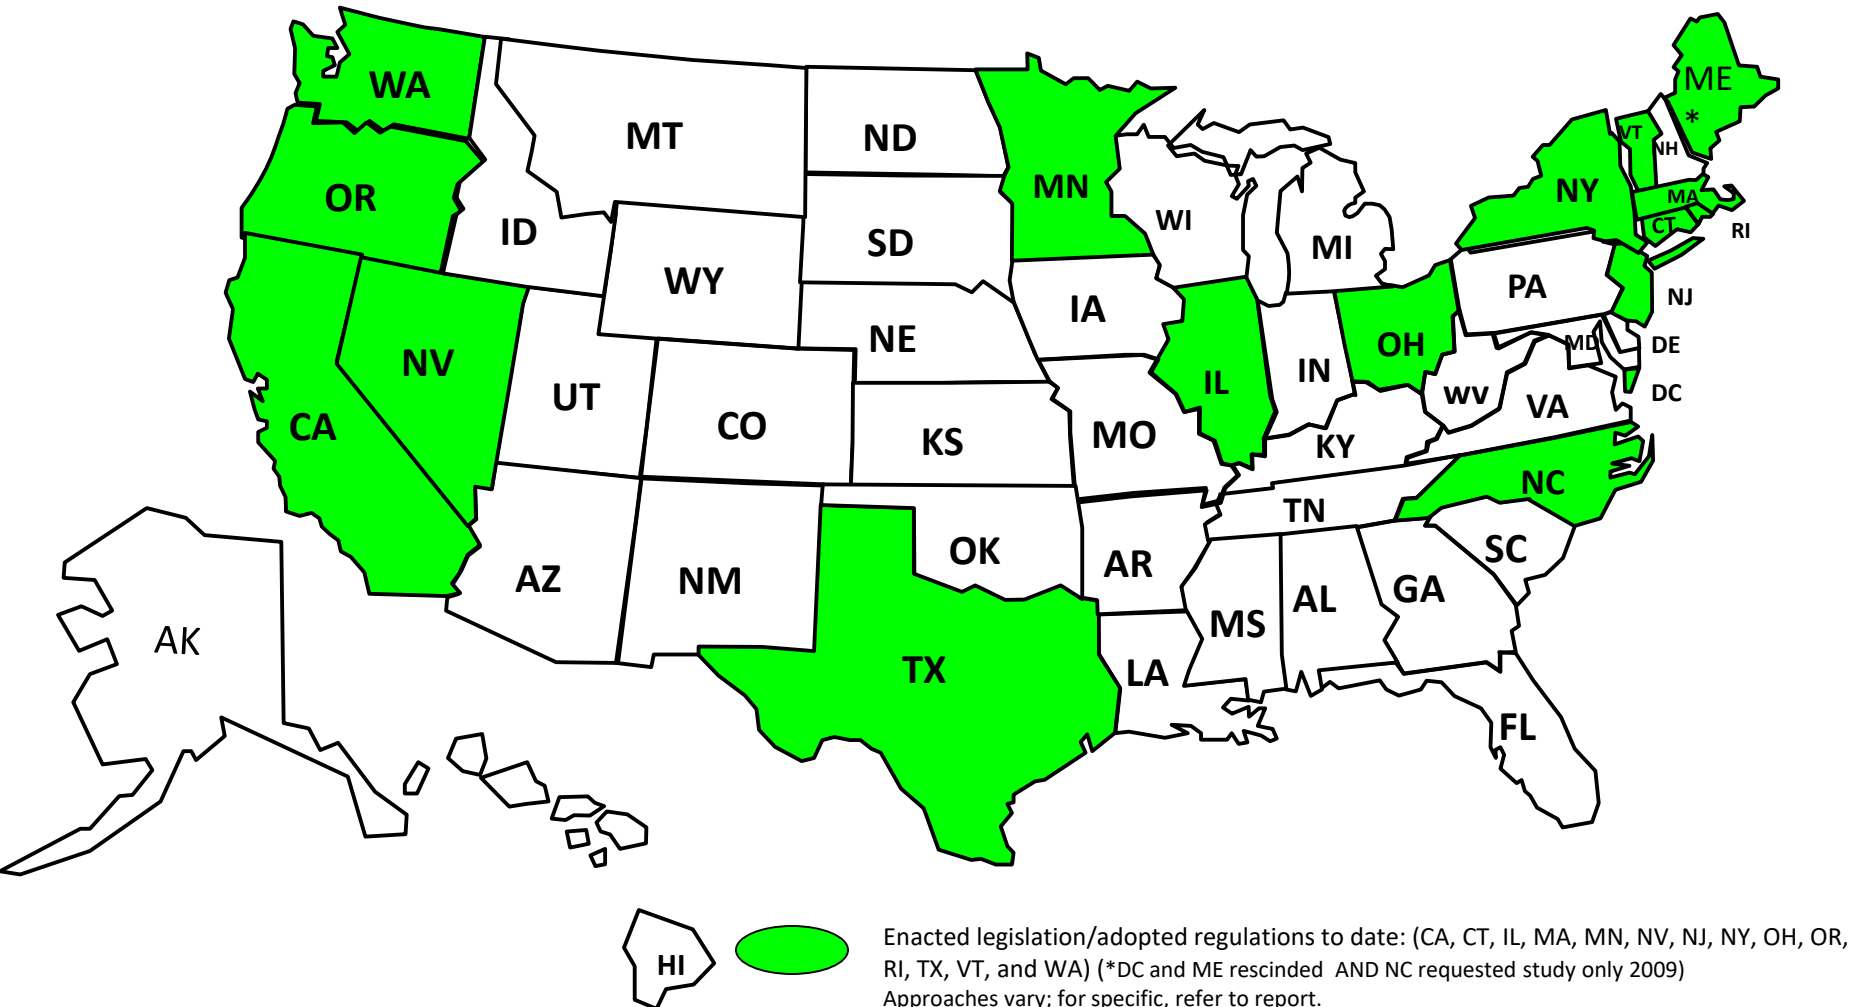 WA
MT
ND
MN
ME
*
VT
NH
OR
ID
SD
WI
MI
NY
MA
CT
RI
WY
IA
PA
NJ
NV
NE
IL
IN
OH
MD
DE
DC
UT
CO
KS
MO
KY
WV
VA
CA
AZ
NM
OK
AR
TN
NC
SC
TX
LA
MS
AL
GA
FL
AK
HI
Enacted legislation/adopted regulations to date: (CA, CT, IL, MA, MN, NV, NJ, NY, OH, OR,
RI, TX, VT, and WA) (*DC and ME rescinded AND NC requested study only 2009)
Approaches vary; for specific, refer to report.